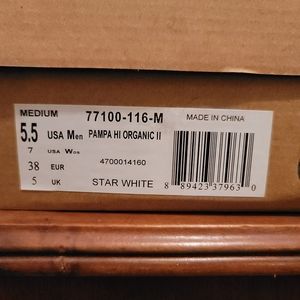 MEDIUM 77100-116-M MADE IN CHINA
5.5 USA Men PAMPA HI ORGANIC II
7 USA Wos
38 EUR 4700014160
5 UK STAR WHITE 8 89423 37963 0